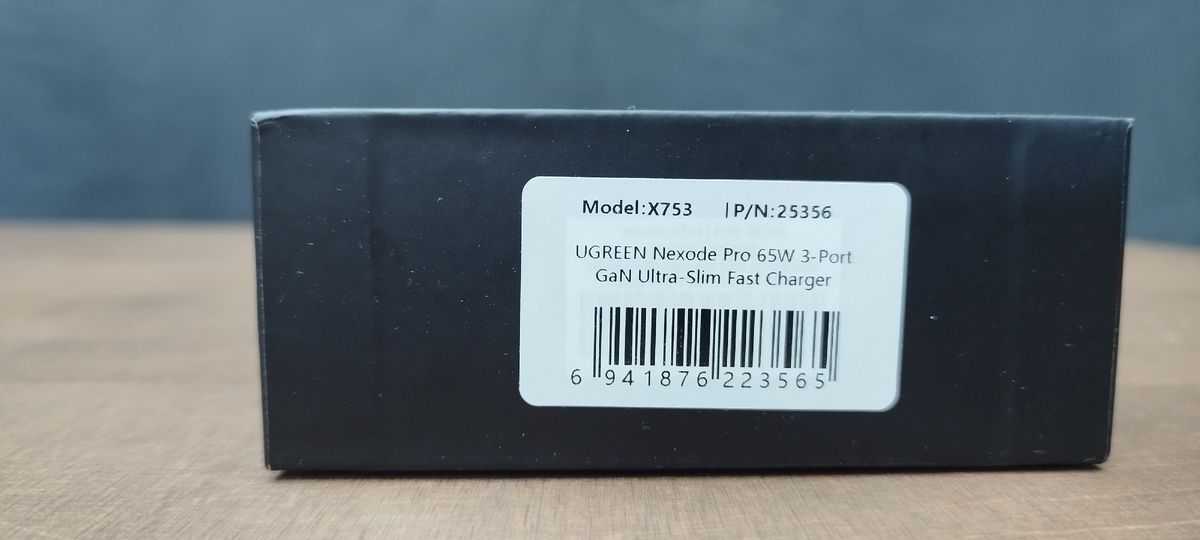 Model:X753 |P/N:25356
UGREEN Nexode Pro 65W 3-Port
GaN Ultra-Slim Fast Charger
6 941876 223565